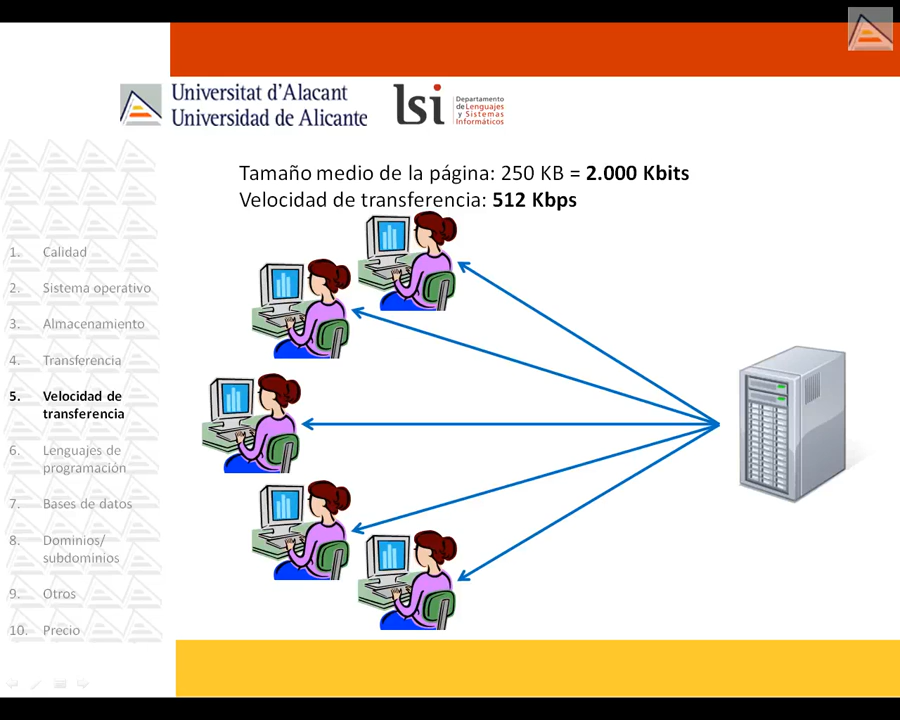 Universitat d'Alacant
Universidad de Alicante
lsi
Departamento
de Lenguajes
y Sistemas
Informáticos
Tamaño medio de la página: 250 KB = 2.000 Kbits
Velocidad de transferencia: 512 Kbps
1. Calidad
2. Sistema operativo
3. Almacenamiento
4. Transferencia
5. Velocidad de
transferencia
6. Lenguajes de
programación
7. Bases de datos
8. Dominios/
subdominios
9. Otros
10. Precio